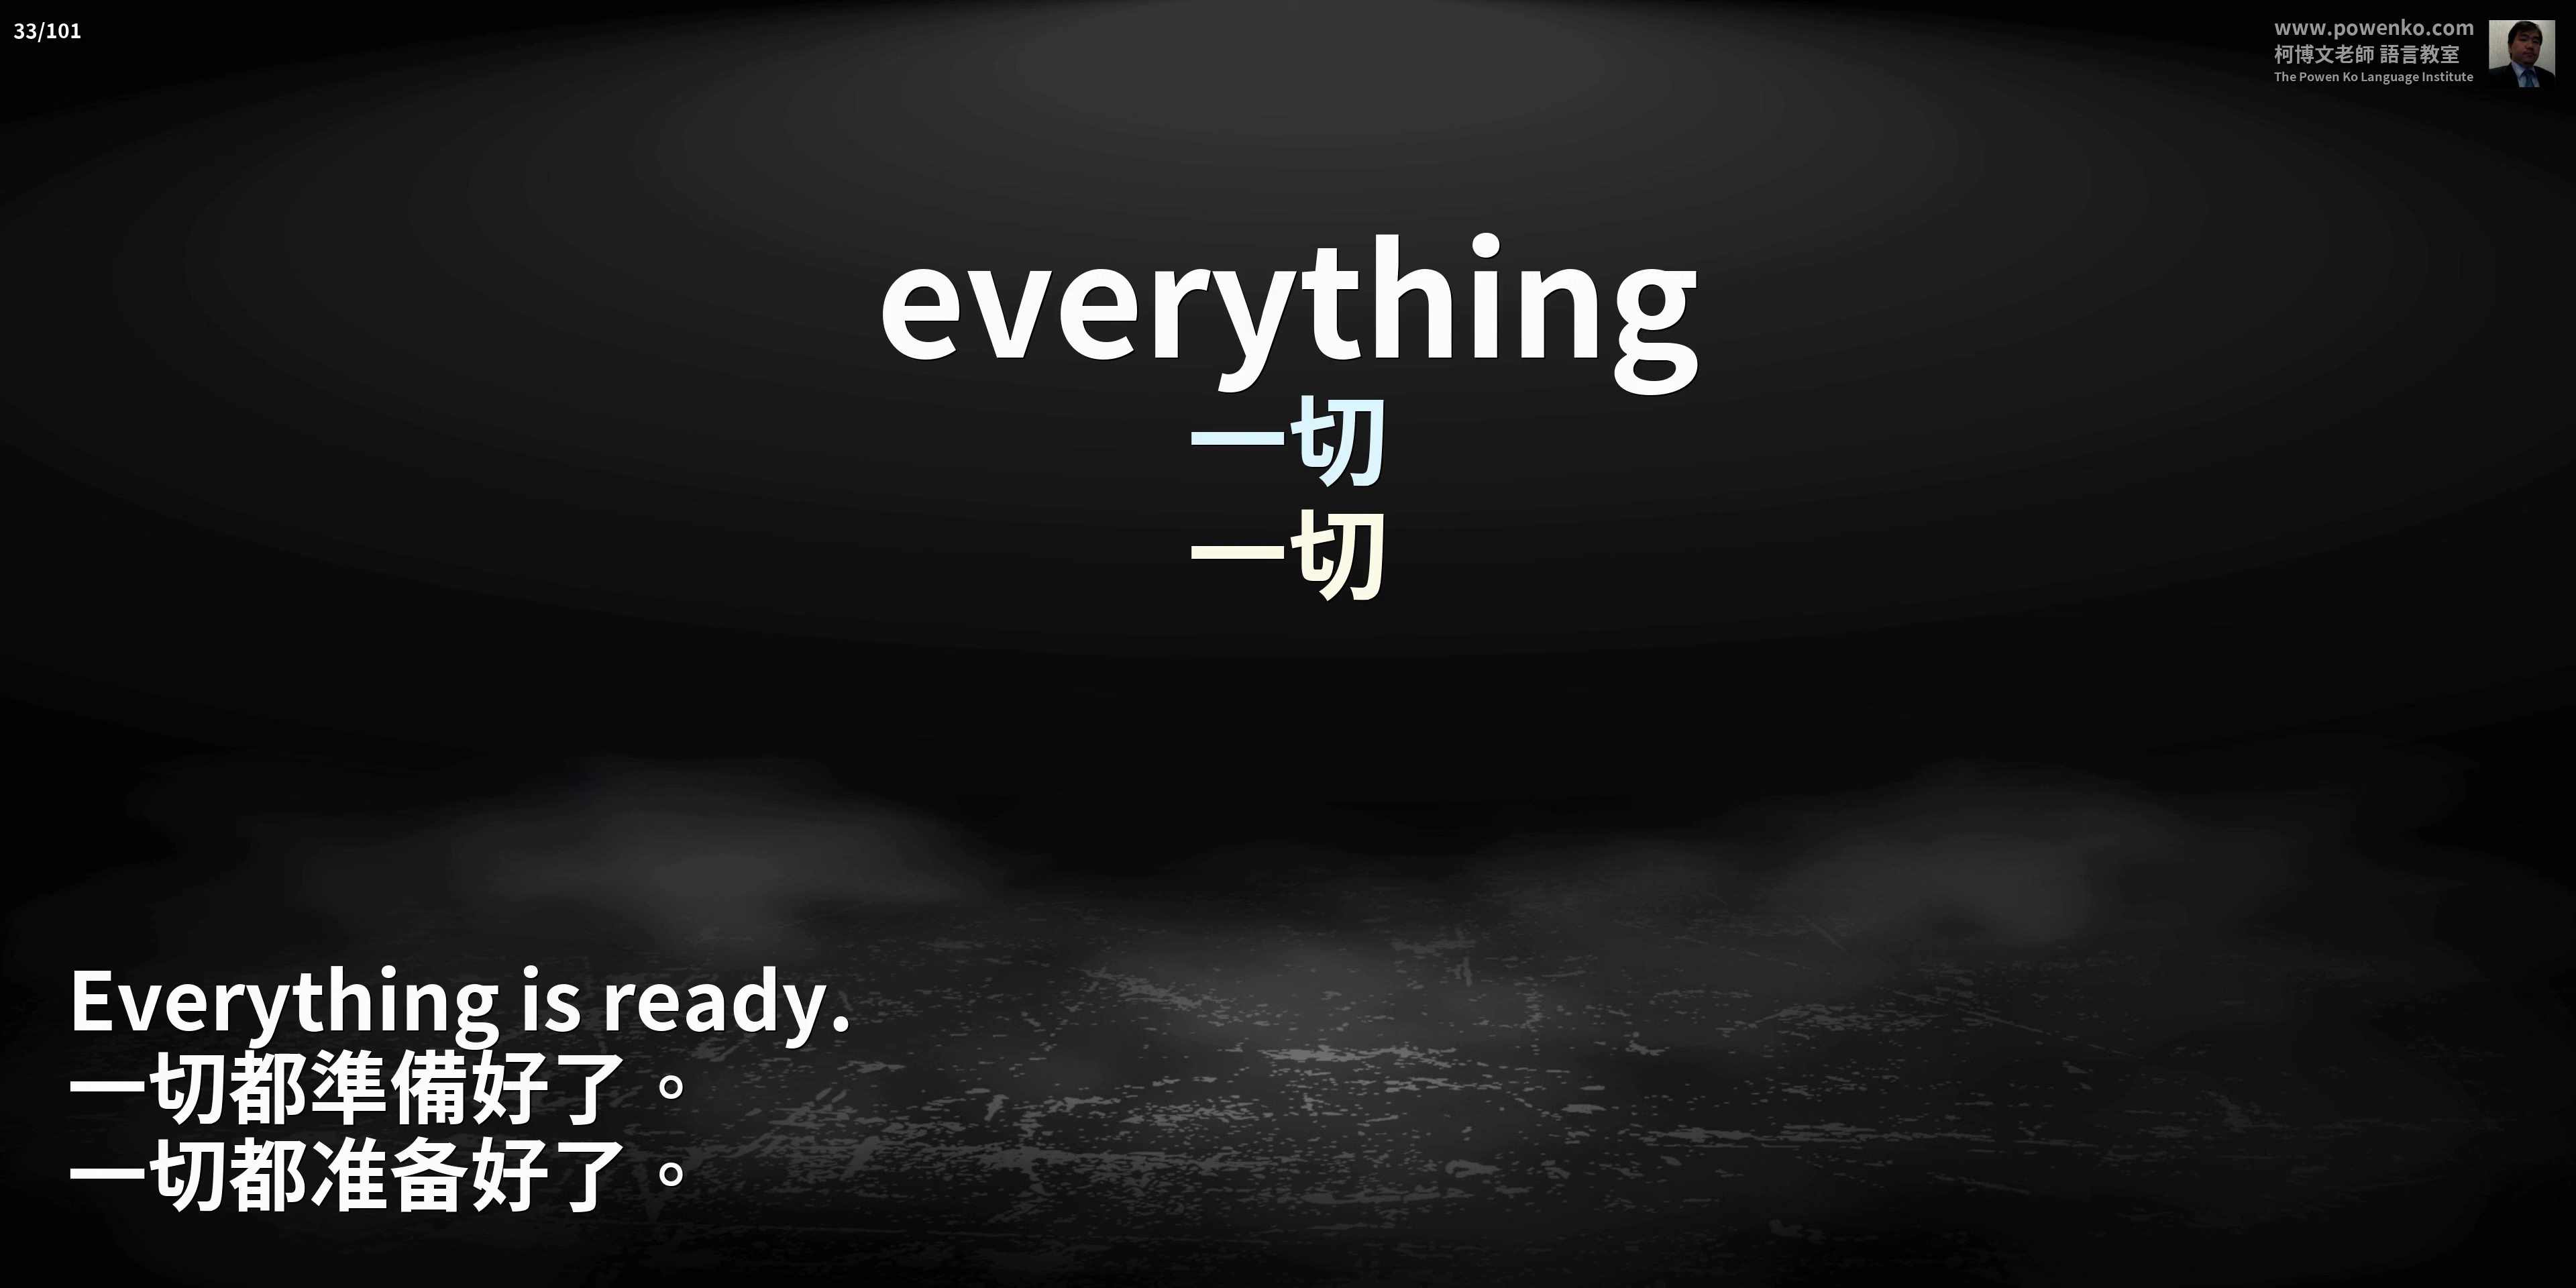 33/101
www.powenko.com
柯博文老師 語言教室
The Powen Ko Language Institute
everything
一切
一切
Everything is ready.
一切都準備好了。
一切都准备好了。